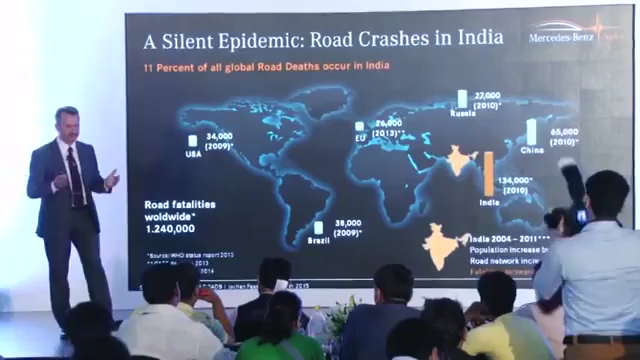 A Silent Epidemic: Road Crashes in India
Mercedes-Benz
11 Percent of all global Road Deaths occur in India
27,000
(2010)*
Russia
34,000
(2009)*
USA
26,000
(2013)**
EU
65,000
(2010)*
China
134,000*
(2010)
India
Road fatalities
woldwide*
1.240,000
38,000
(2009)*
Brazil
India 2004 – 2011***
Population increase
Road network
*Source: WHO status report 2013
2013
2014
2015